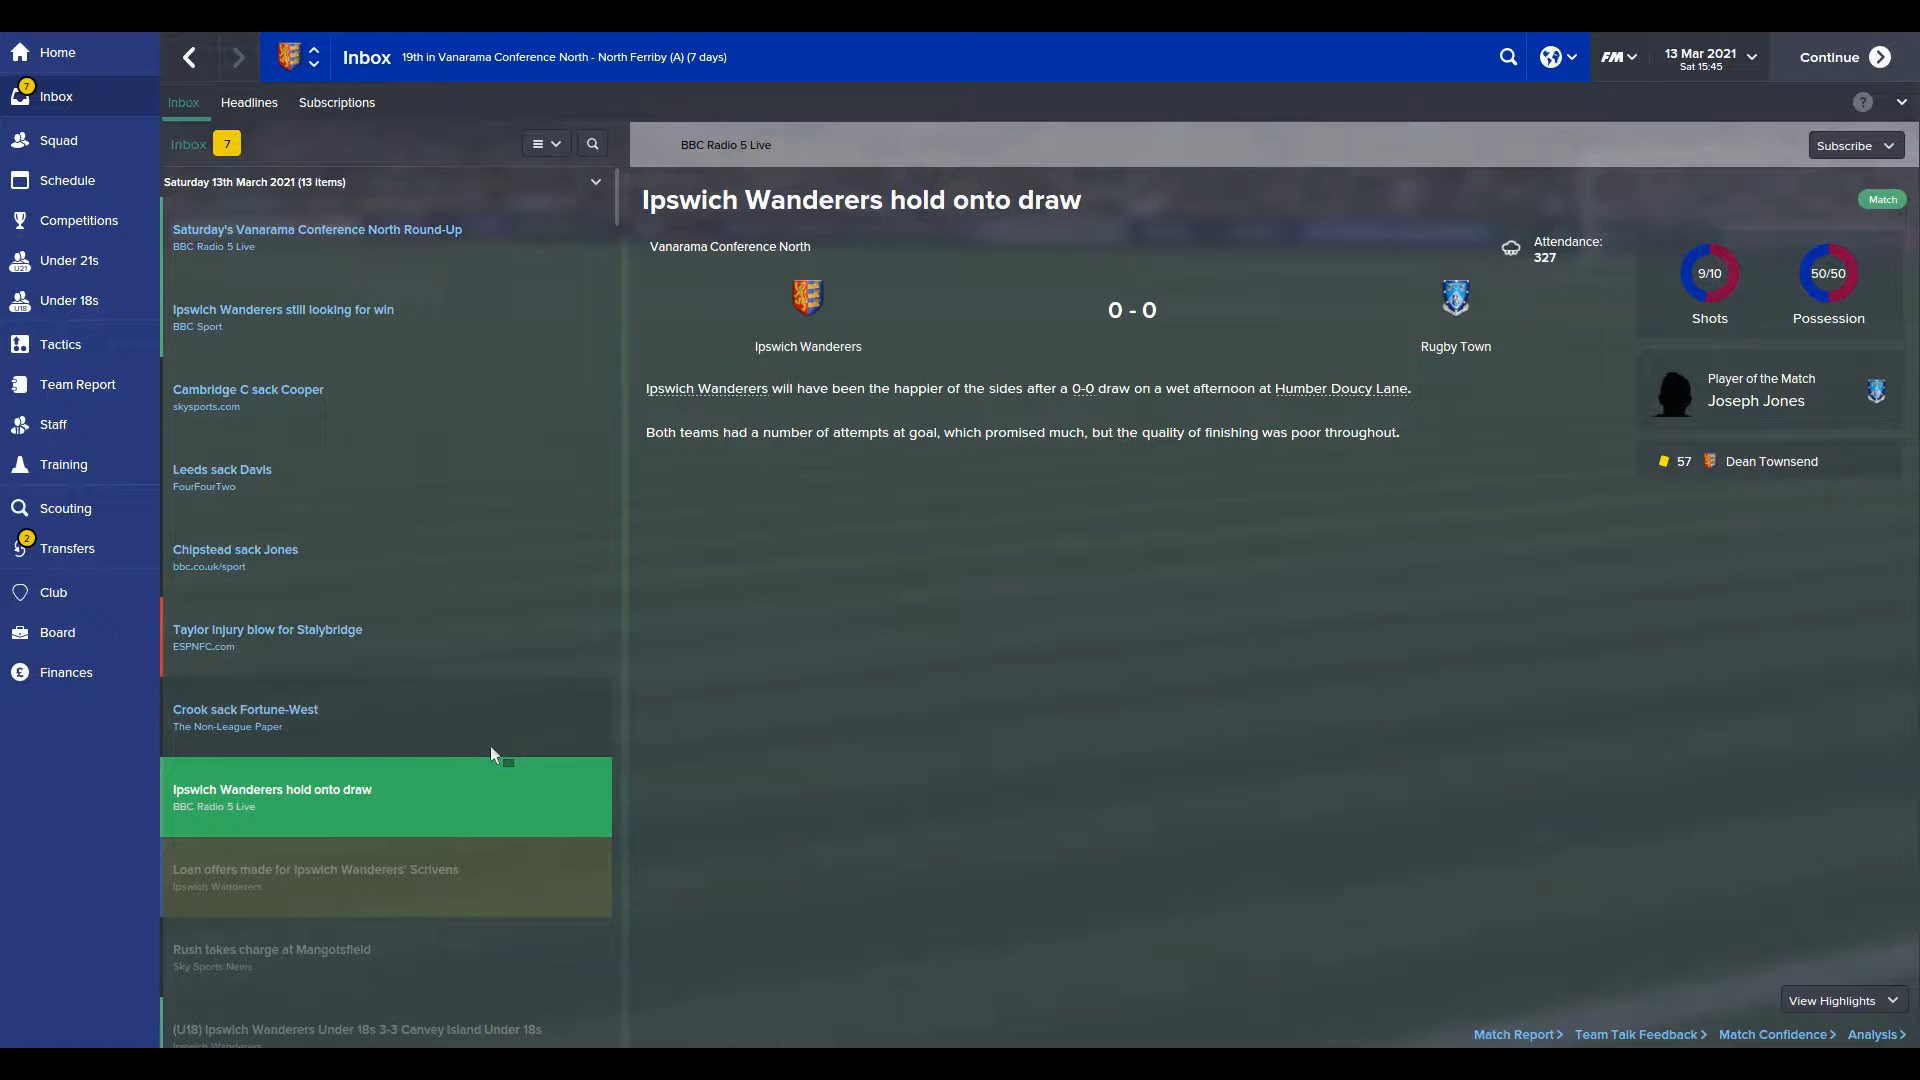 Home
7
Inbox
Squad
Schedule
Competitions
U21
Under 21s
U18
Under 18s
Tactics
Team Report
Staff
Training
Scouting
2
Transfers
Club
Board
£
Finances
Inbox 19th in Vanarama Conference North - North Ferriby (A) (7 days)
FM
13 Mar 2021
Sat 15:45
Continue
Inbox Headlines Subscriptions
?
Inbox 7
Saturday 13th March 2021 (13 items)
Saturday's Vanarama Conference North Round-Up
BBC Radio 5 Live
Ipswich Wanderers still looking for win
BBC Sport
Cambridge C sack Cooper
skysports.com
Leeds sack Davis
FourFourTwo
Chipstead sack Jones
bbc.co.uk/sport
Taylor injury blow for Stalybridge
ESPNFC.com
Crook sack Fortune-West
The Non-League Paper
Ipswich Wanderers hold onto draw
BBC Radio 5 Live
Loan offers made for Ipswich Wanderers' Scrivens
Ipswich Wanderers
Rush takes charge at Mangotsfield
Sky Sports News
(U18) Ipswich Wanderers Under 18s 3-3 Canvey Island Under 18s
Ipswich Wanderers
BBC Radio 5 Live
Subscribe
Ipswich Wanderers hold onto draw
Match
Vanarama Conference North
Attendance:
327
0 - 0
Ipswich Wanderers
Rugby Town
Ipswich Wanderers will have been the happier of the sides after a 0-0 draw on a wet afternoon at Humber Doucy Lane.
Both teams had a number of attempts at goal, which promised much, but the quality of finishing was poor throughout.
9/10
Shots
50/50
Possession
Player of the Match
Joseph Jones
57 Dean Townsend
View Highlights
Match Report Team Talk Feedback Match Confidence Analysis